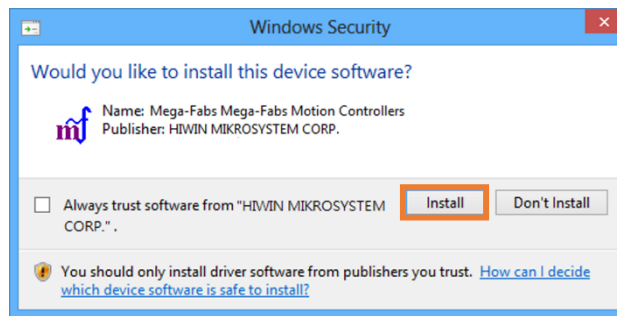 Windows Security
Would you like to install this device software?
mf
Name: Mega-Fabs Mega-Fabs Motion Controllers
Publisher: HIWIN MIKROSYSTEM CORP.
Always trust software from "HIWIN MIKROSYSTEM
CORP.".
Install
Don't Install
You should only install driver software from publishers you trust. How can I decide
which device software is safe to install?